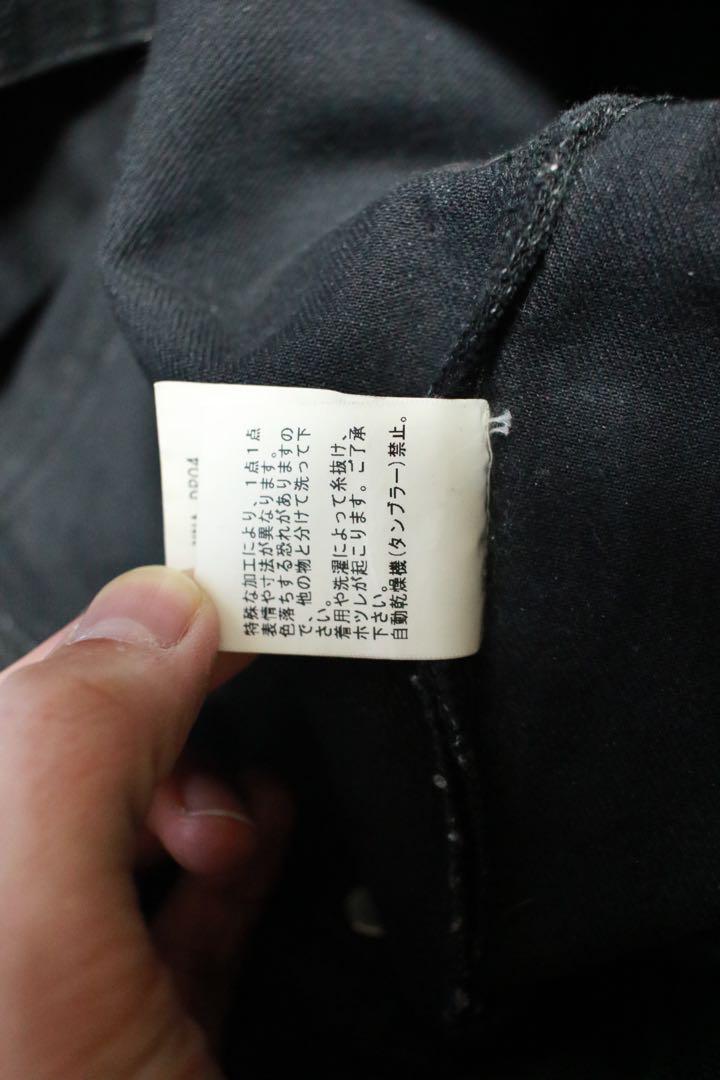 特殊な加工により、1点1点
表情や寸法が異なります。
色落ちする恐れがありますの
で、他の物と分けて洗って下
さい。
着用や洗濯によって糸抜け、
ホツレが起こります。ご了承
下さい。
自動乾燥機(タンブラー)禁止。